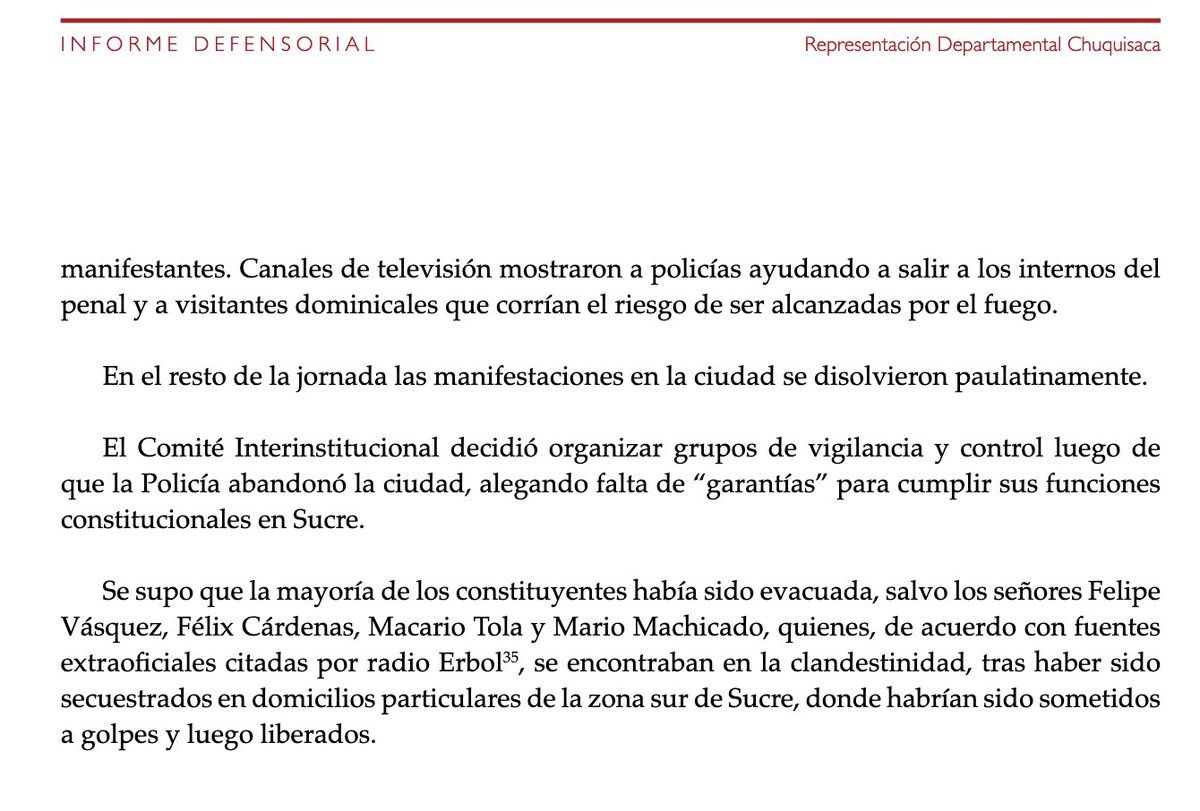 INFORME DEFENSORIAL
Representación Departamental Chuquisaca
manifestantes. Canales de televisión mostraron a policías ayudando a salir a los internos del
penal y a visitantes dominicales que corrían el riesgo de ser alcanzadas por el fuego.
En el resto de la jornada las manifestaciones en la ciudad se disolvieron paulatinamente.
El Comité Interinstitucional decidió organizar grupos de vigilancia y control luego de
que la Policía abandonó la ciudad, alegando falta de “garantías” para cumplir sus funciones
constitucionales en Sucre.
Se supo que la mayoría de los constituyentes había sido evacuada, salvo los señores Felipe
Vásquez, Félix Cárdenas, Macario Tola y Mario Machicado, quienes, de acuerdo con fuentes
extraoficiales citadas por radio Erbol³⁵, se encontraban en la clandestinidad, tras haber sido
secuestrados en domicilios particulares de la zona sur de Sucre, donde habrían sido sometidos
a golpes y luego liberados.